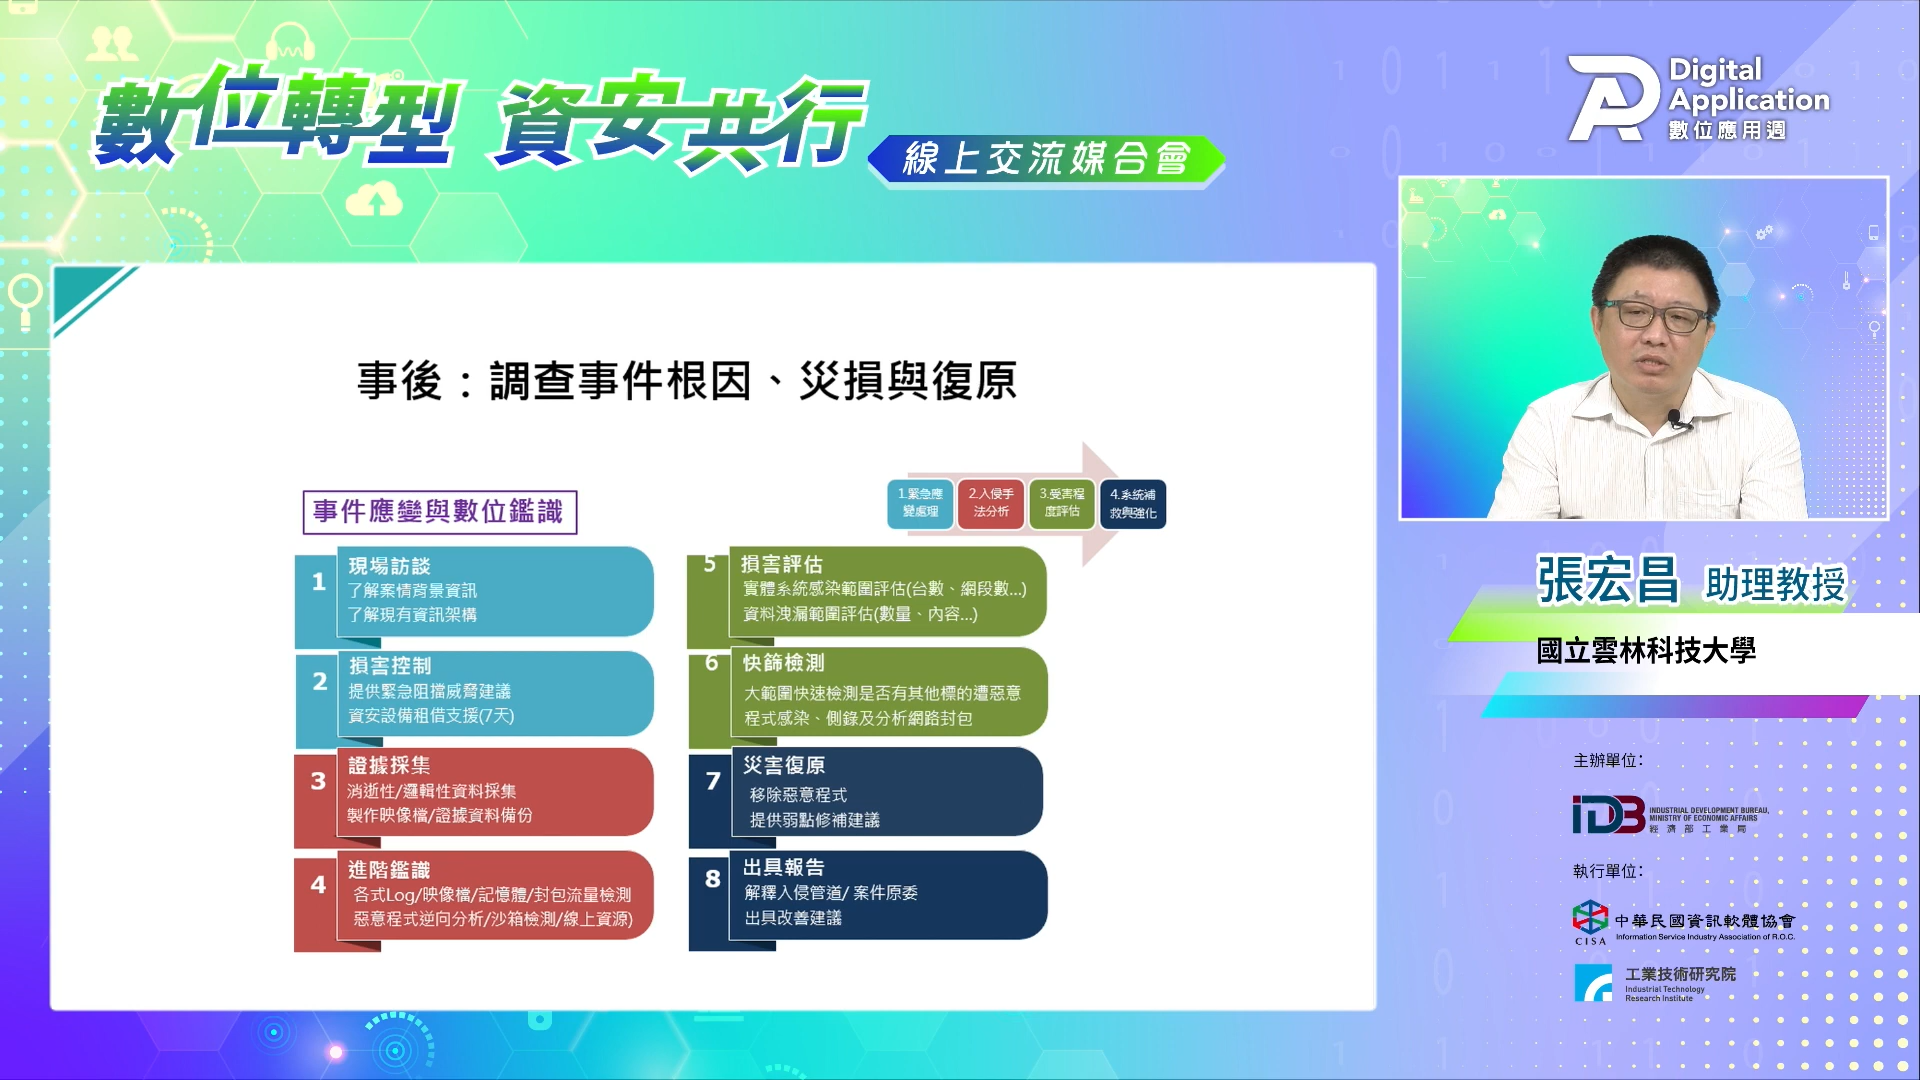 數位轉型 資安共行
線上交流媒合會
Digital
Application
數位應用週
事後：調查事件根因、災損與復原
事件應變與數位鑑識
1.緊急應
變處理
2.入侵手
法分析
3.受害程
度評估
4.系統補
救與強化
1
現場訪談
了解案情背景資訊
了解現有資訊架構
2
損害控制
提供緊急阻擋威脅建議
資安設備租借支援(7天)
3
證據採集
消逝性/邏輯性資料採集
製作映像檔/證據資料備份
4
進階鑑識
各式Log/映像檔/記憶體/封包流量檢測
惡意程式逆向分析/沙箱檢測/線上資源)
5
損害評估
實體系統感染範圍評估(台數、網段數...)
資料洩漏範圍評估(數量、內容...)
6
快篩檢測
大範圍快速檢測是否有其他標的遭惡意
程式感染、側錄及分析網路封包
7
災害復原
移除惡意程式
提供弱點修補建議
8
出具報告
解釋入侵管道/ 案件原委
出具改善建議
張宏昌 助理教授
國立雲林科技大學
主辦單位：
IDB
INDUSTRIAL DEVELOPMENT BUREAU,
MINISTRY OF ECONOMIC AFFAIRS
經濟部工業局
執行單位：
CISA
中華民國資訊軟體協會
Information Service Industry Association of R.O.C.
工業技術研究院
Industrial Technology
Research Institute